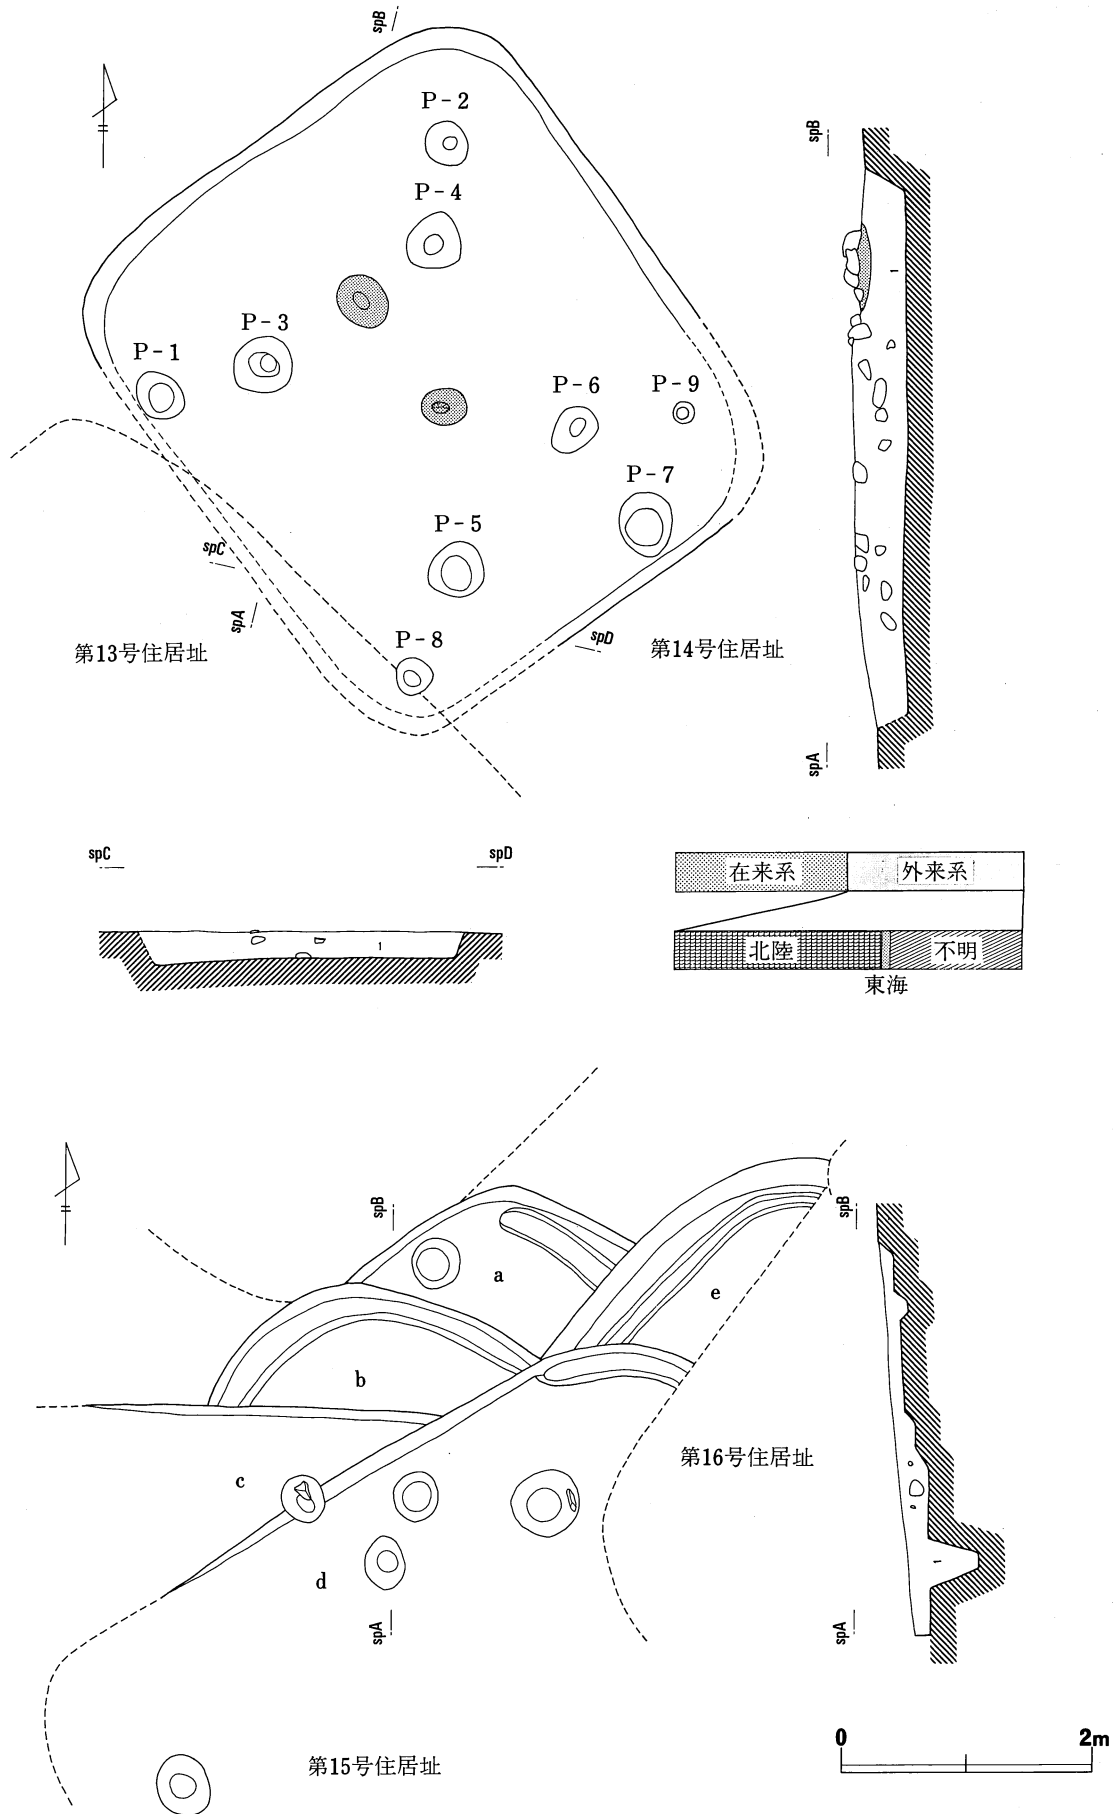 spB
P-2
P-4
P-3
P-1
P-6
P-9
P-7
P-5
spC
spA
P-8
spD
第13号住居址
第14号住居址
spB
1
spA
spC
spD
1
在来系
外来系
北陸
不明
東海
spB
a
b
c
d
e
spA
第16号住居址
第15号住居址
spB
1
spA
0
2m